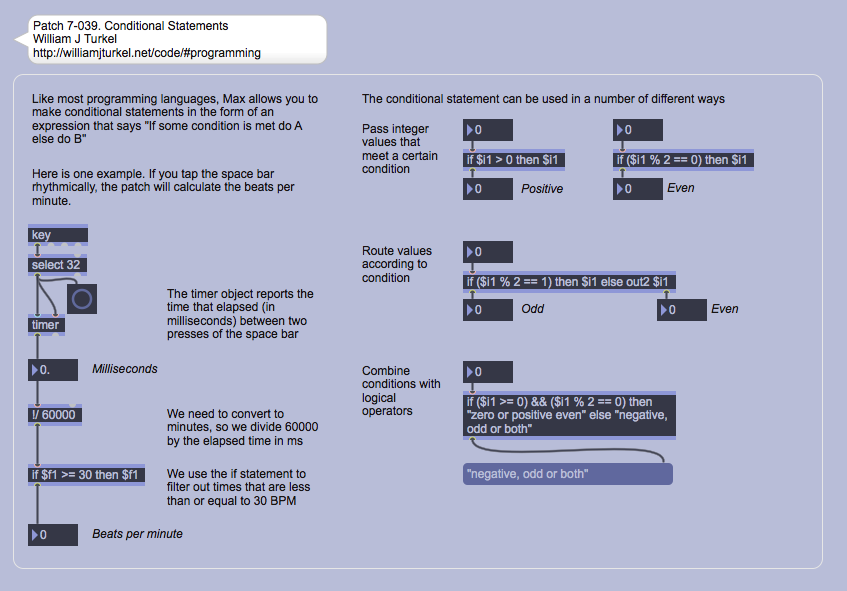 Patch 7-039. Conditional Statements
William J Turkel
http://williamjturkel.net/code/#programming
Like most programming languages, Max allows you to
make conditional statements in the form of an
expression that says "If some condition is met do A
else do B"
Here is one example. If you tap the space bar
rhythmically, the patch will calculate the beats per
minute.
key
select 32
The timer object reports the
time that elapsed (in
milliseconds) between two
presses of the space bar
timer
0.
Milliseconds
!/ 60000
We need to convert to
minutes, so we divide 60000
by the elapsed time in ms
if $f1 >= 30 then $f1
We use the if statement to
filter out times that are less
than or equal to 30 BPM
0
Beats per minute
The conditional statement can be used in a number of different ways
Pass integer
values that
meet a certain
condition
0
if $i1 > 0 then $i1
0
Positive
0
if ($i1 % 2 == 0) then $i1
0
Even
Route values
according to
condition
0
if ($i1 % 2 == 1) then $i1 else out2 $i1
0
Odd
0
Even
Combine
conditions with
logical
operators
0
if ($i1 >= 0) && ($i1 % 2 == 0) then
"zero or positive even" else "negative,
odd or both"
"negative, odd or both"